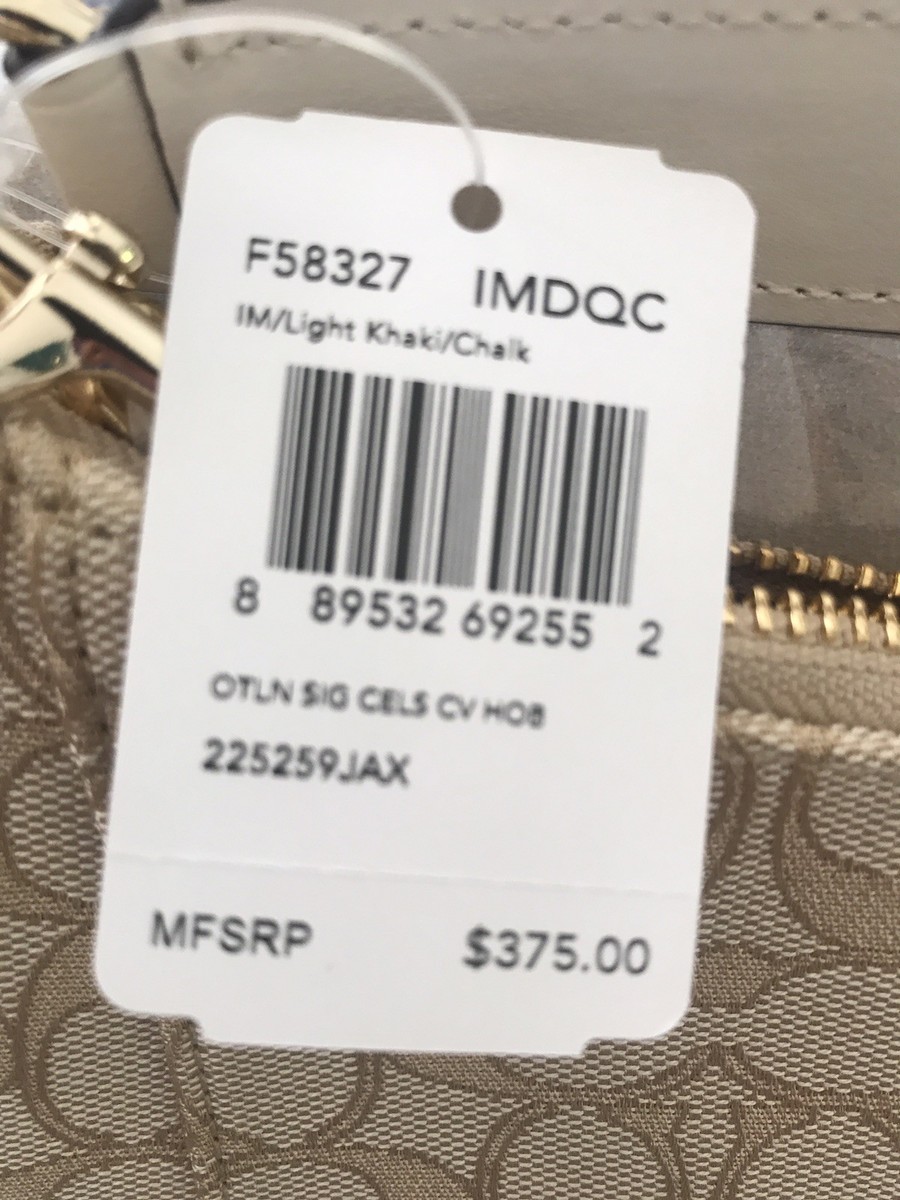 F58327 IMDQC
IM/Light Khaki/Chalk
8 89532 69255 2
OTLN SIG CELS CV HOB
225259JAX
MFSRP $375.00